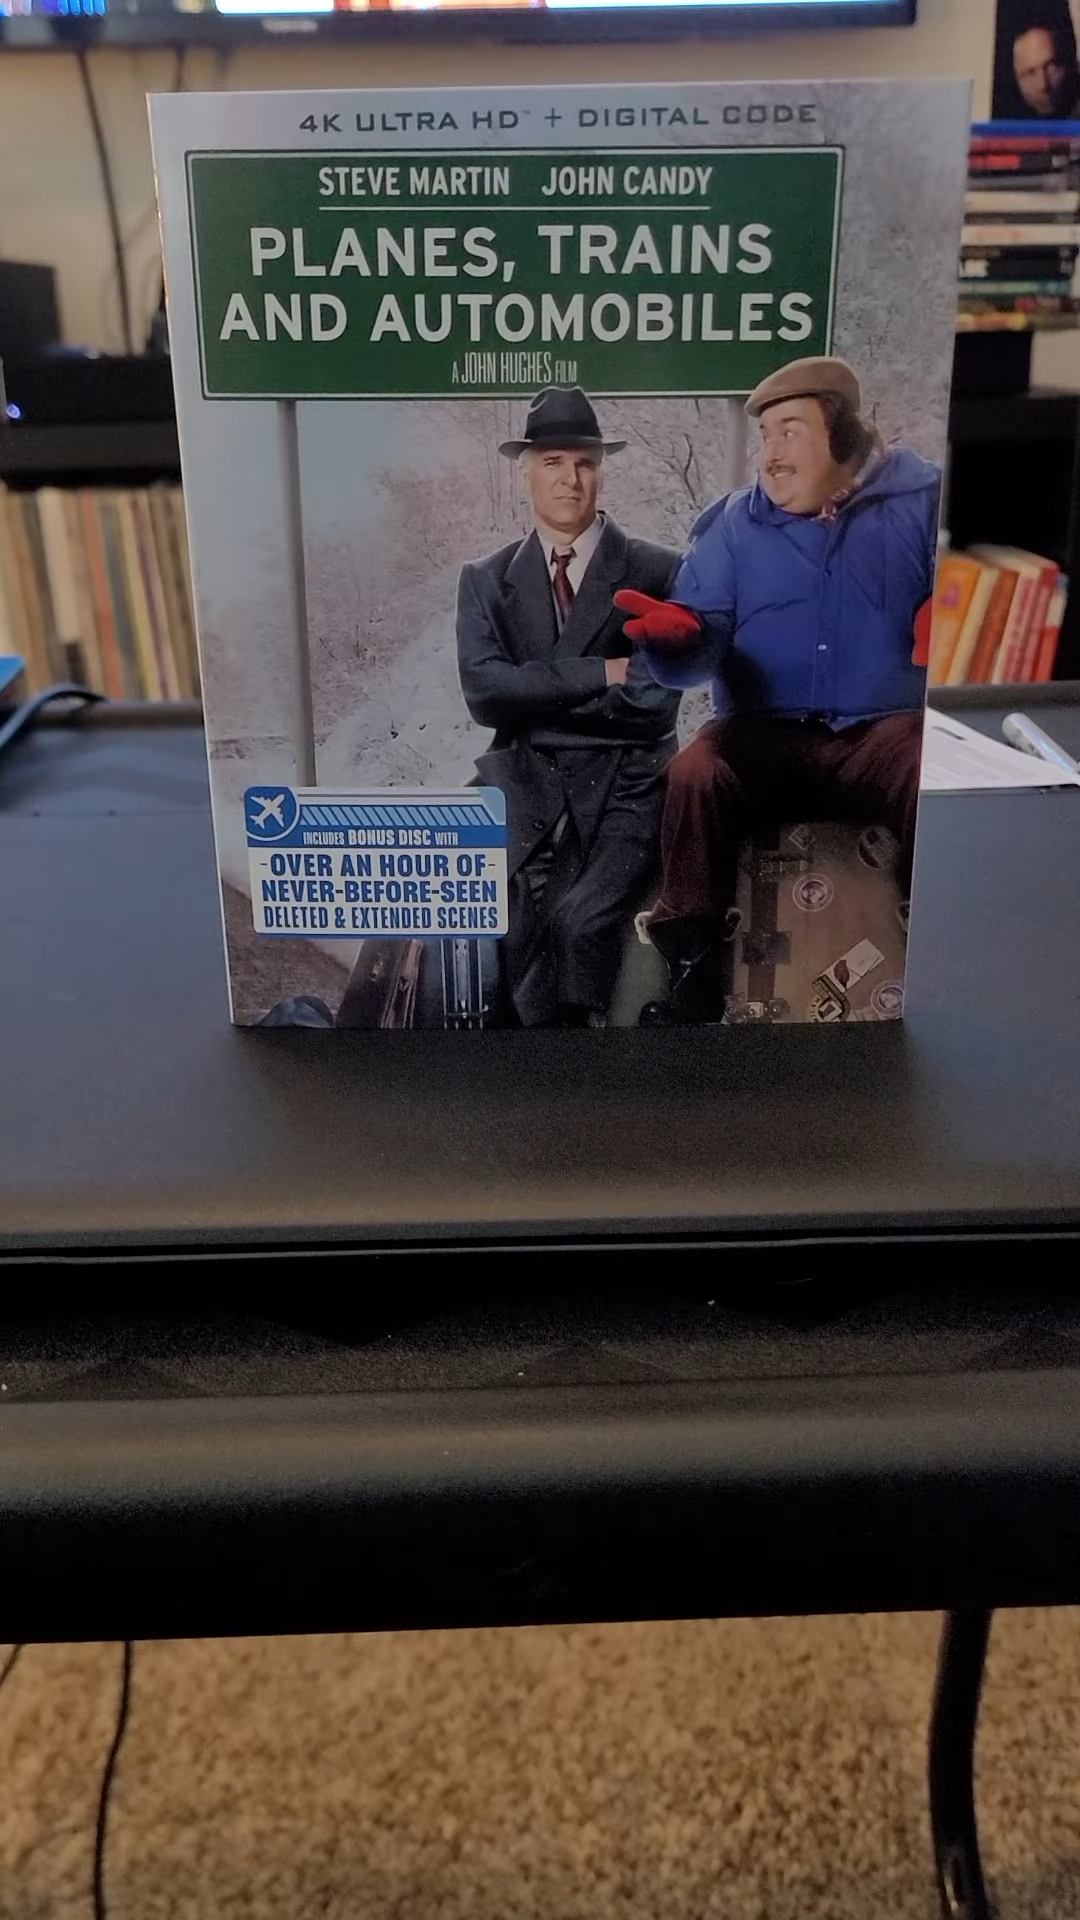 4K ULTRA HD™ + DIGITAL CODE
STEVE MARTIN JOHN CANDY
PLANES, TRAINS
AND AUTOMOBILES
A JOHN HUGHES FILM
INCLUDES BONUS DISC WITH
-OVER AN HOUR OF-
NEVER-BEFORE-SEEN
DELETED & EXTENDED SCENES